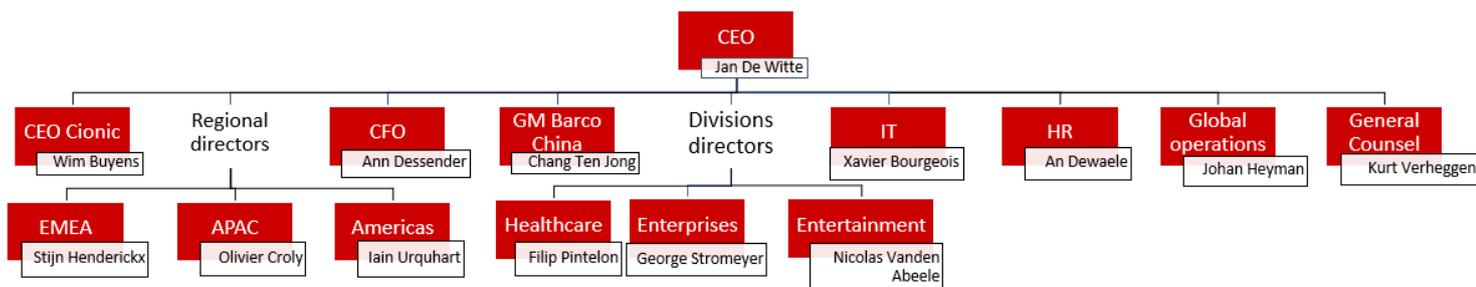 CEO
Jan De Witte
CEO Cionic
Wim Buyens
Regional
directors
CFO
Ann Dessender
GM Barco
China
Chang Ten Jong
Divisions
directors
IT
Xavier Bourgeois
HR
An Dewaele
Global
operations
Johan Heyman
General
Counsel
Kurt Verheggen
EMEA
Stijn Henderickx
APAC
Olivier Croly
Americas
Iain Urquhart
Healthcare
Filip Pintelon
Enterprises
George Stromeyer
Entertainment
Nicolas Vanden
Abeele